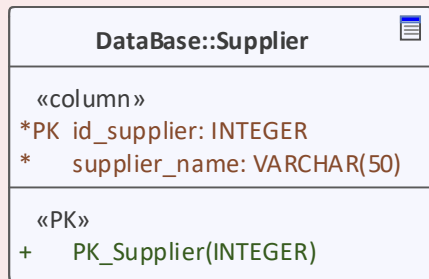 DataBase::Supplier
«column»
*PK id_supplier: INTEGER
* supplier_name: VARCHAR(50)
«PK»
+ PK_Supplier(INTEGER)